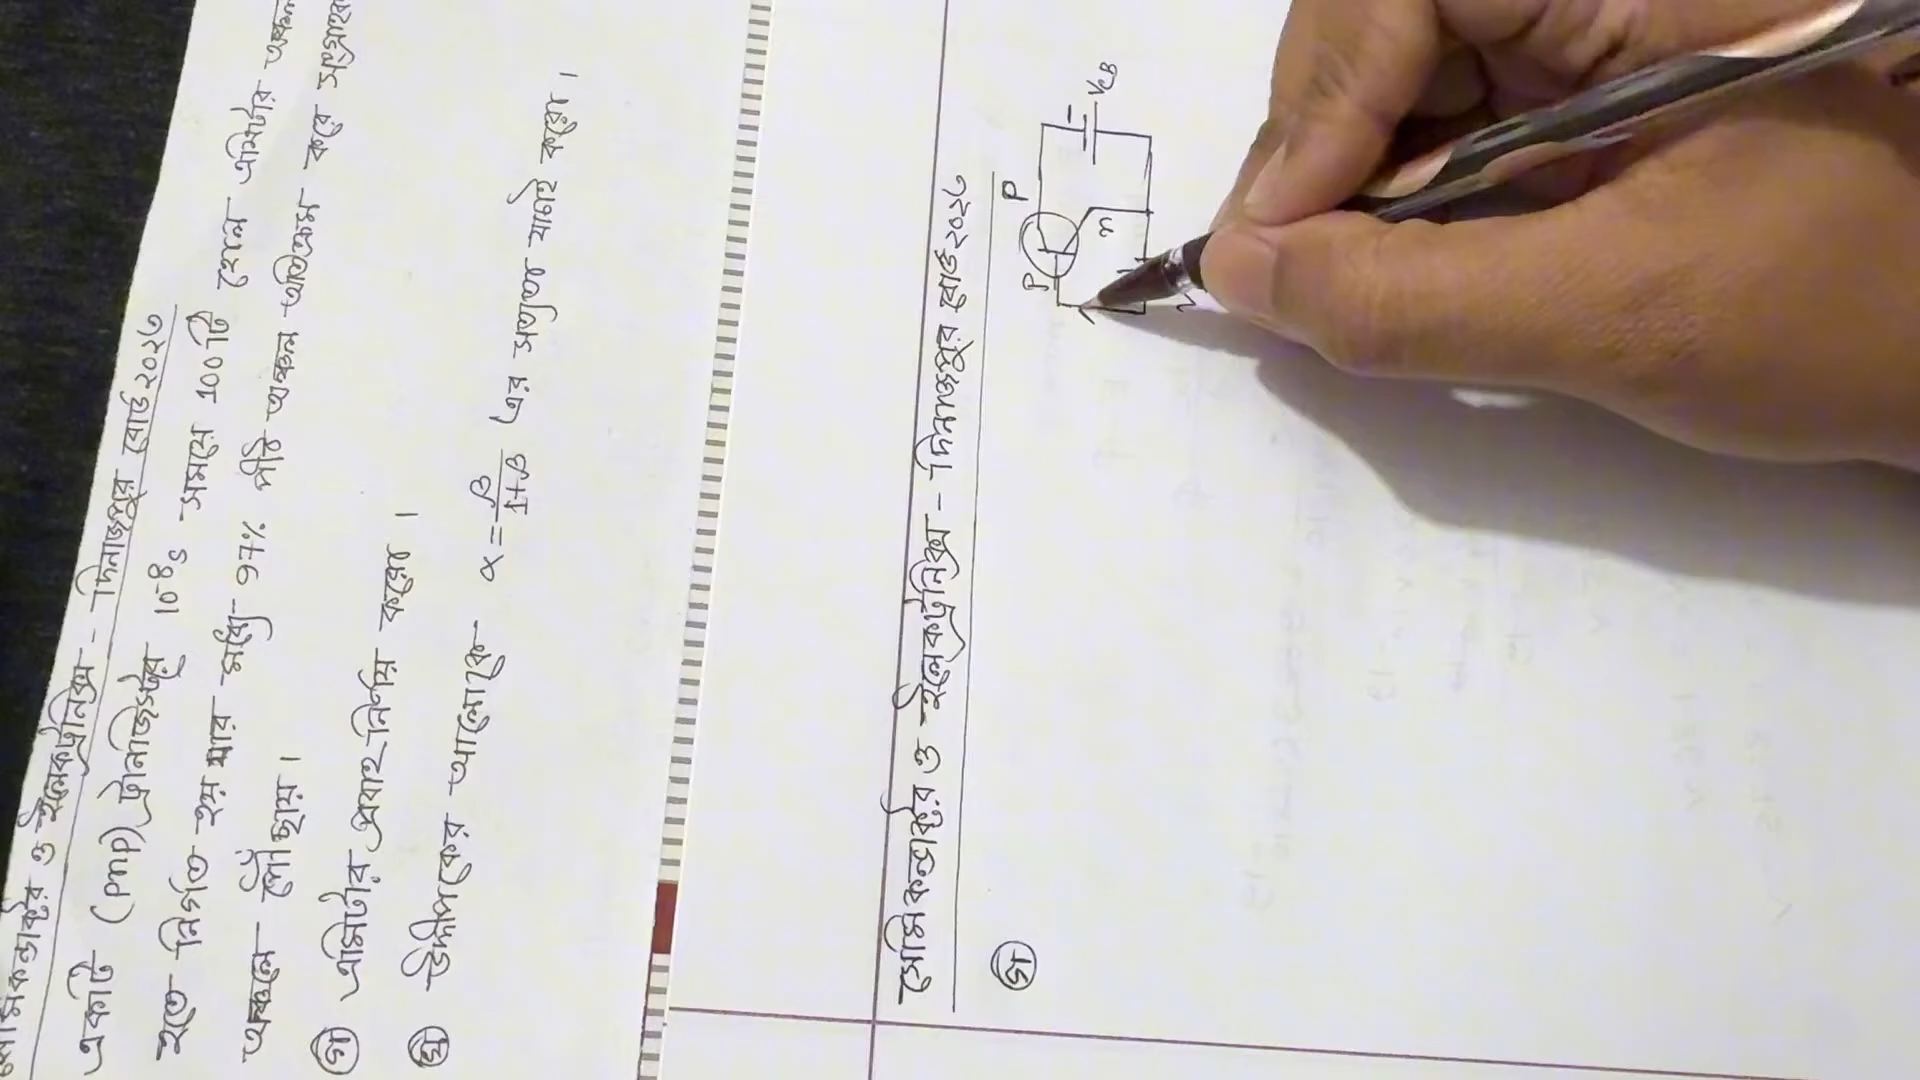 সেমিকন্ডাক্টর ও ইলেকট্রনিক্স - দিনাজপুর বোর্ড ২০২৩
একটি (pnp) ট্রানজিস্টর 10⁻⁸s সময়ে 100টি হোল এমিটার অঞ্চল
হতে নির্গত হয় যার মধ্যে 97% পীঠ অঞ্চল অতিক্রম করে সংগ্রাহক
অঞ্চলে পৌঁছায়।
গ এমিটার প্রবাহ নির্ণয় করো।
ঘ উদ্দীপকের আলোকে α = β/1+β এর সত্যতা যাচাই করো।
সেমিকন্ডাক্টর ও ইলেকট্রনিক্স - দিনাজপুর বোর্ড ২০২৩
গ
P
P
n
VCB